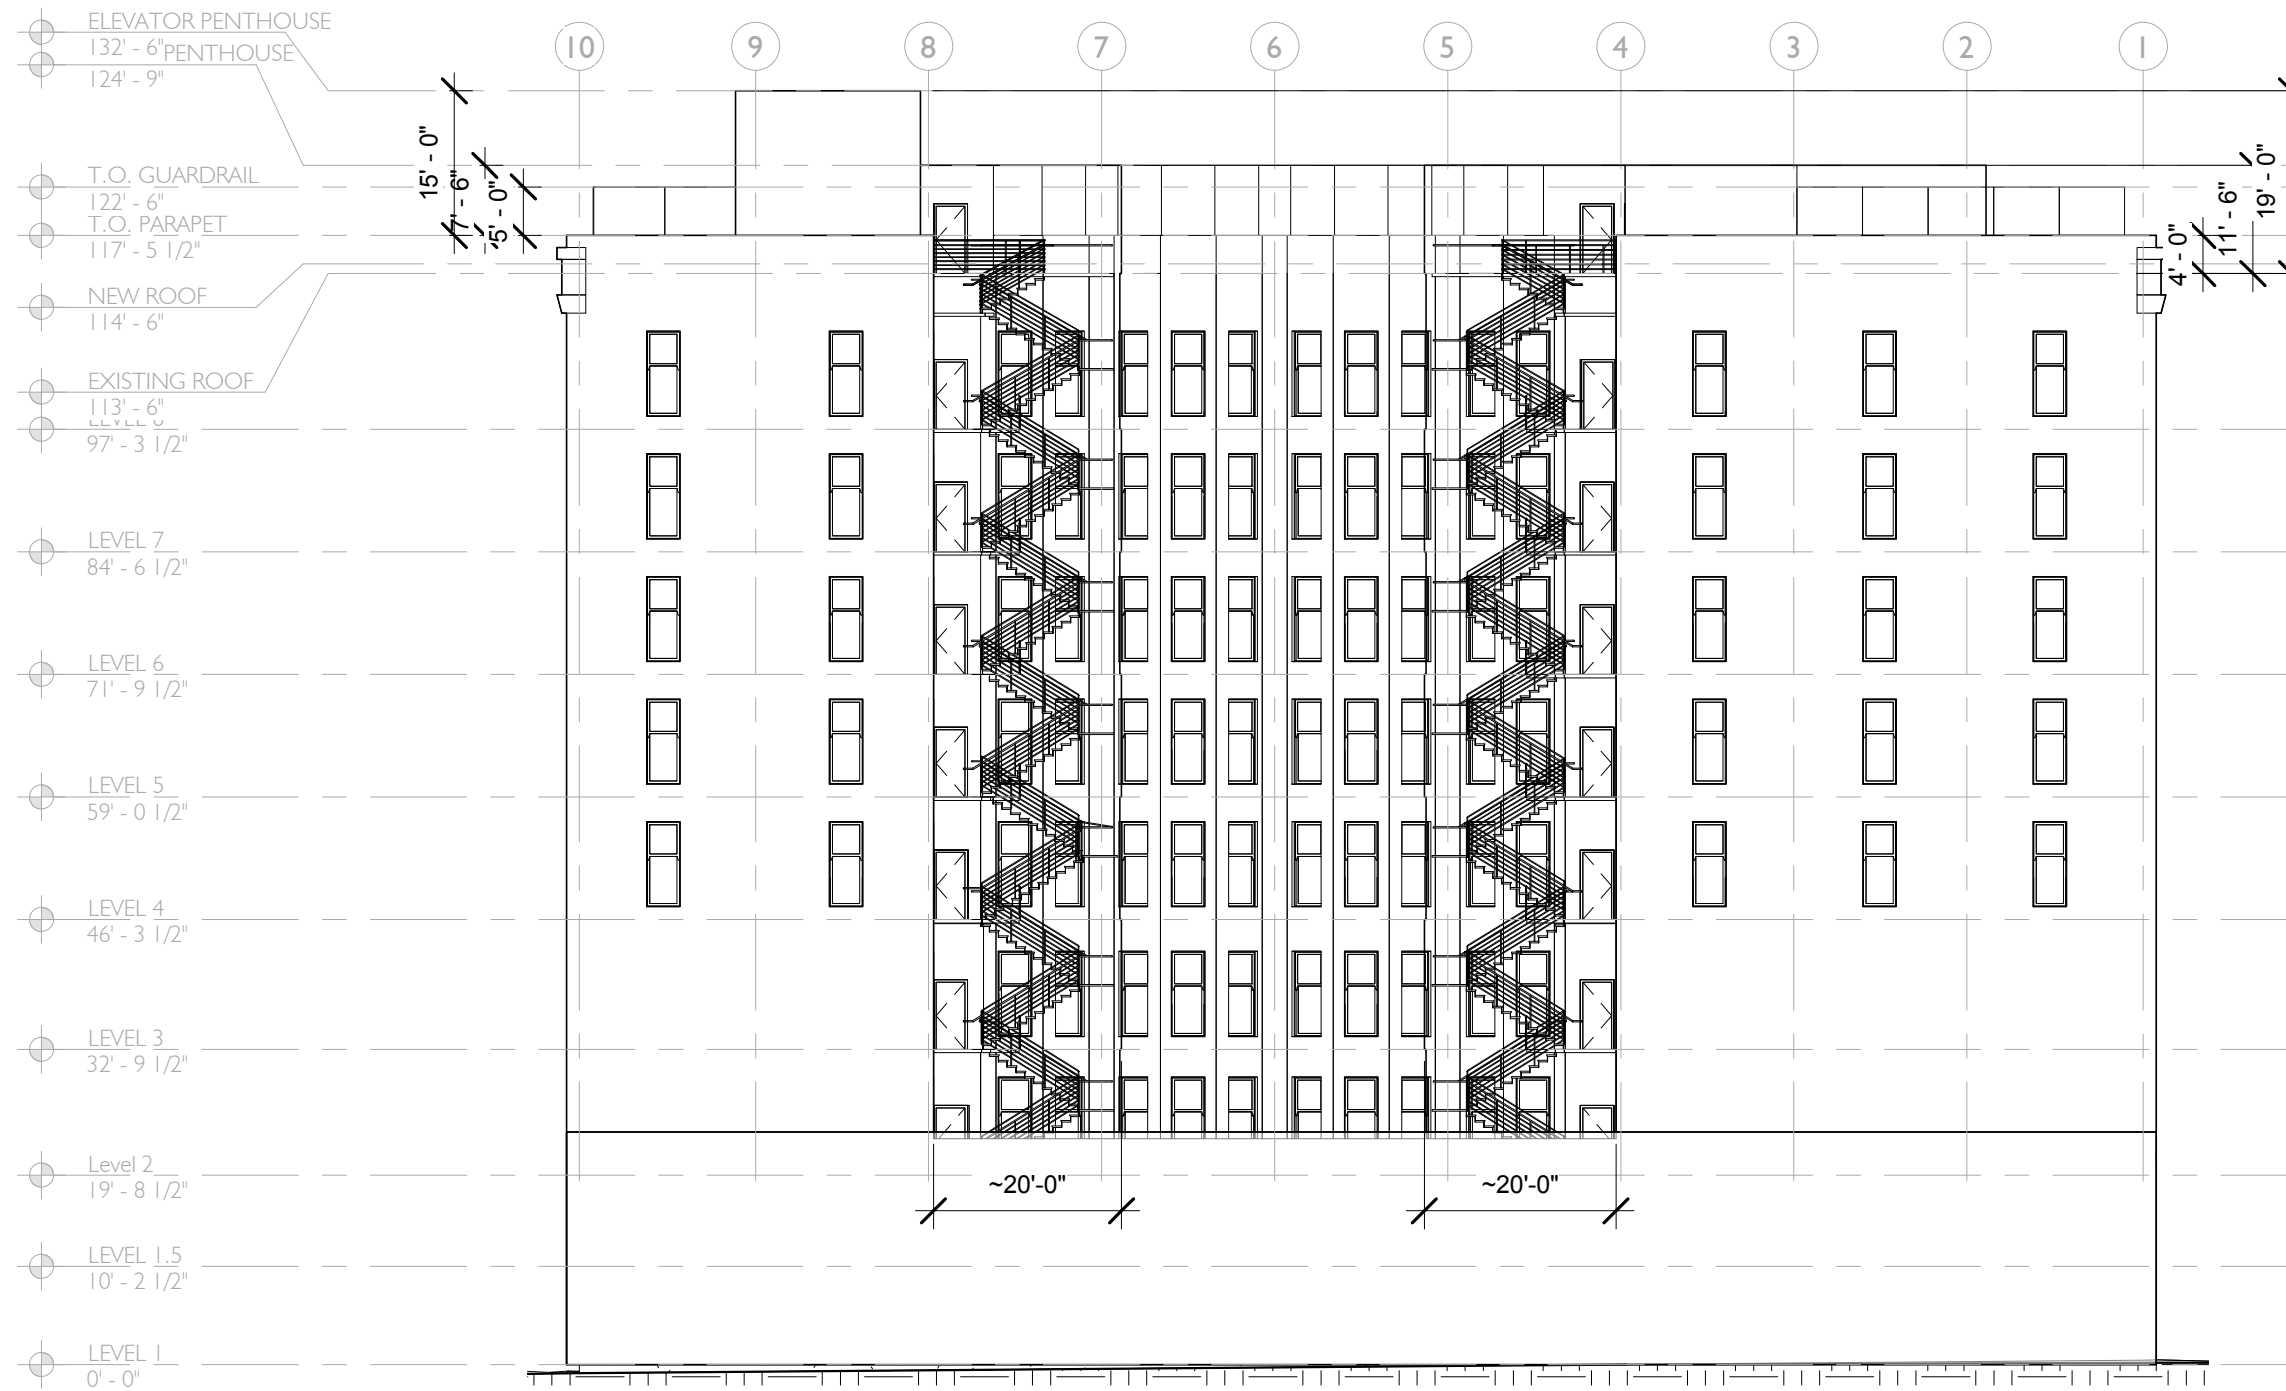 ELEVATOR PENTHOUSE
132' - 6"
PENTHOUSE
124' - 9"
T.O. GUARDRAIL
122' - 6"
T.O. PARAPET
117' - 5 1/2"
NEW ROOF
114' - 6"
EXISTING ROOF
113' - 6"
97' - 3 1/2"
LEVEL 7
84' - 6 1/2"
LEVEL 6
71' - 9 1/2"
LEVEL 5
59' - 0 1/2"
LEVEL 4
46' - 3 1/2"
LEVEL 3
32' - 9 1/2"
Level 2
19' - 8 1/2"
LEVEL 1.5
10' - 2 1/2"
LEVEL 1
0' - 0"
10
9
8
7
6
5
4
3
2
1
15' - 0"
7' - 6"
5' - 0"
4' - 0"
11' - 6"
19' - 0"
~20'-0"
~20'-0"